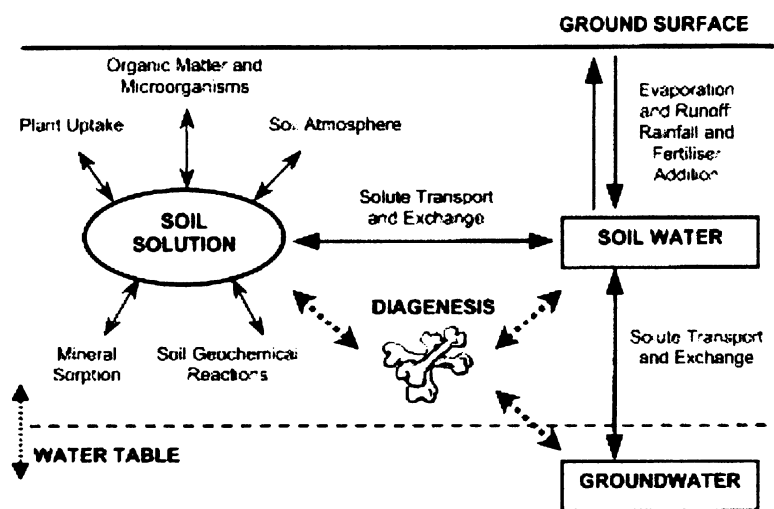 GROUND SURFACE
Organic Matter and
Microorganisms
Plant Uptake
Soil Atmosphere
Evaporation
and Runoff
Rainfall and
Fertiliser
Addition
Solute Transport
and Exchange
SOIL
SOLUTION
SOIL WATER
DIAGENESIS
Mineral
Sorption
Soil Geochemical
Reactions
Solute Transport
and Exchange
WATER TABLE
GROUNDWATER